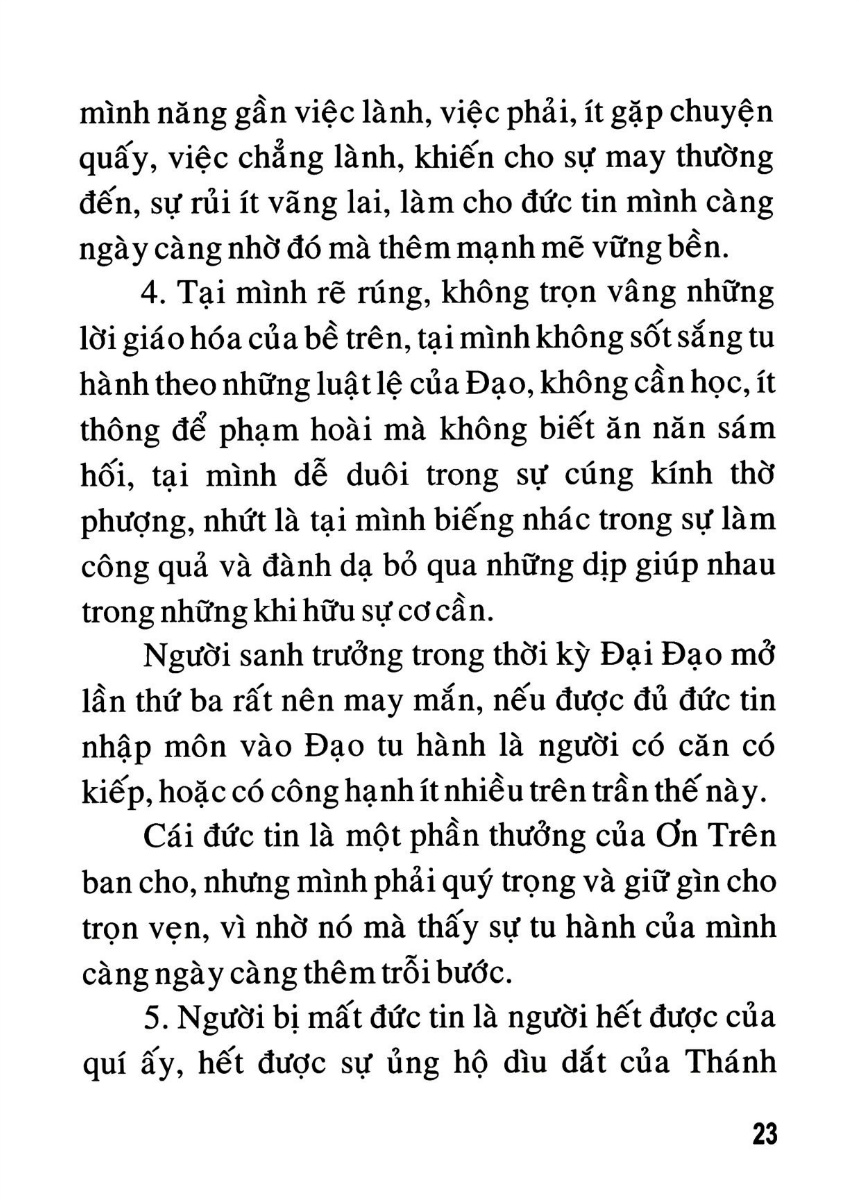 mình năng gần việc lành, việc phải, ít gặp chuyện
quấy, việc chẳng lành, khiến cho sự may thường
đến, sự rủi ít vãng lai, làm cho đức tin mình càng
ngày càng nhờ đó mà thêm mạnh mẽ vững bền.
4. Tại mình rẽ rúng, không trọn vâng những
lời giáo hóa của bề trên, tại mình không sốt sắng tu
hành theo những luật lệ của Đạo, không cần học, ít
thông để phạm hoài mà không biết ăn năn sám
hối, tại mình dễ duôi trong sự cúng kính thờ
phượng, nhứt là tại mình biếng nhác trong sự làm
công quả và đành dạ bỏ qua những dịp giúp nhau
trong những khi hữu sự cơ cần.
Người sanh trưởng trong thời kỳ Đại Đạo mở
lần thứ ba rất nên may mắn, nếu được đủ đức tin
nhập môn vào Đạo tu hành là người có căn có
kiếp, hoặc có công hạnh ít nhiều trên trần thế này.
Cái đức tin là một phần thưởng của Ơn Trên
ban cho, nhưng mình phải quý trọng và giữ gìn cho
trọn vẹn, vì nhờ nó mà thấy sự tu hành của mình
càng ngày càng thêm trỗi bước.
5. Người bị mất đức tin là người hết được của
quí ấy, hết được sự ủng hộ dìu dắt của Thánh
23